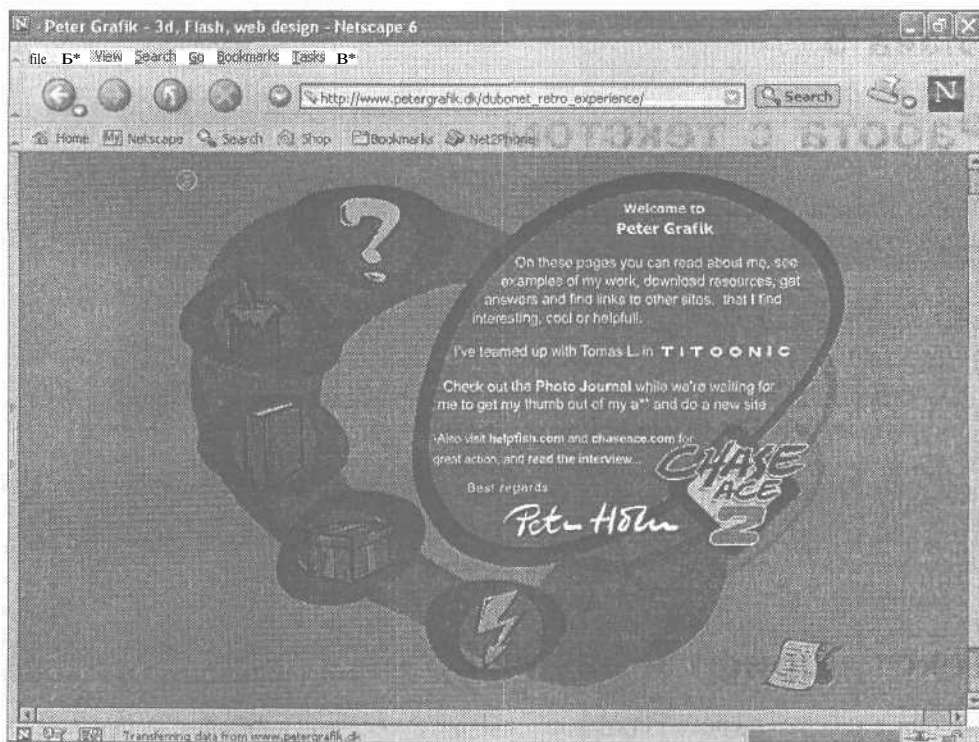 N - Peter Grafik - 3d, Flash, web design - Netscape 6
file Б* View Search Go Bookmarks Tasks В*
http://www.petergrafik.dk/dubonet_retro_experience/ Search N
Home My Netscape Search Shop Bookmarks Net2Phone
Welcome to
Peter Grafik
On these pages you can read about me, see
examples of my work, download resources, get
answers and find links to other sites, that I find
interesting, cool or helpfull.
I've teamed up with Tomas L. in TITOONIC
Check out the Photo Journal while we're waiting for
me to get my thumb out of my a** and do a new site
Also visit helpfish.com and chaseace.com for
great action, and read the interview...
Best regards
Peter Holm
CHASE
ACE
2
N Transferring data from www.petergrafik.dk